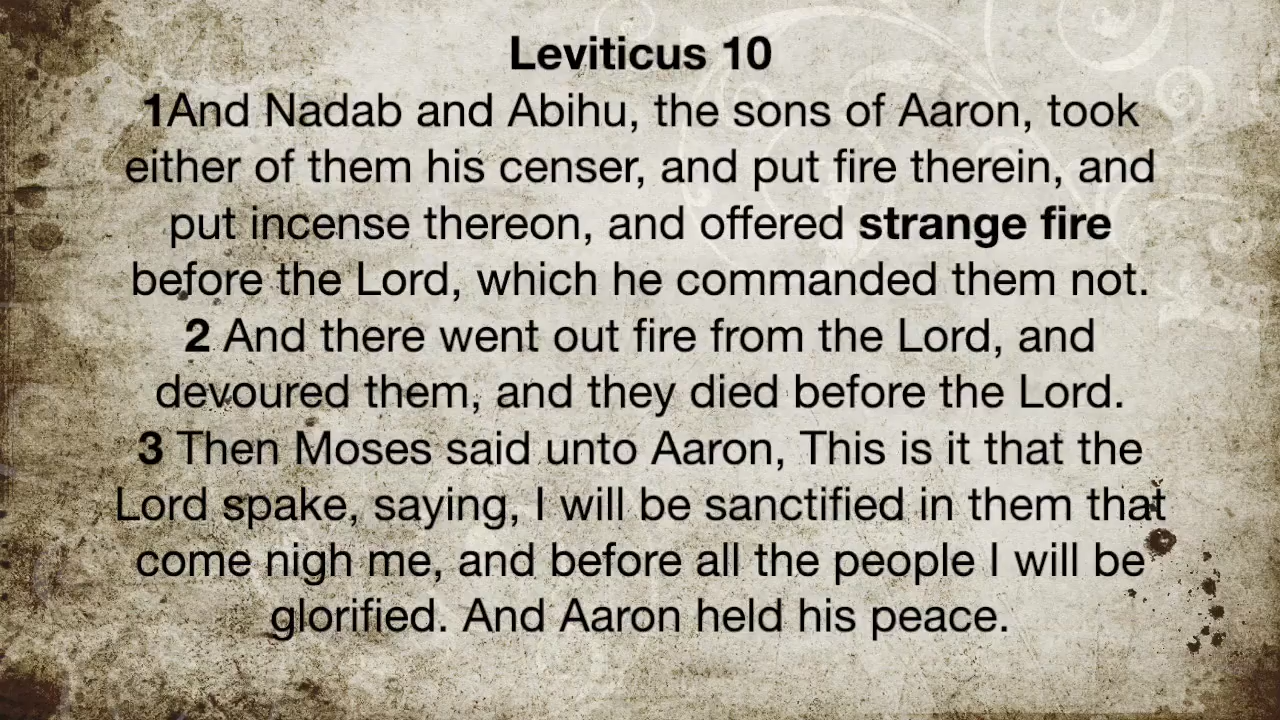 Leviticus 10
1And Nadab and Abihu, the sons of Aaron, took
either of them his censer, and put fire therein, and
put incense thereon, and offered strange fire
before the Lord, which he commanded them not.
2 And there went out fire from the Lord, and
devoured them, and they died before the Lord.
3 Then Moses said unto Aaron, This is it that the
Lord spake, saying, I will be sanctified in them that
come nigh me, and before all the people I will be
glorified. And Aaron held his peace.